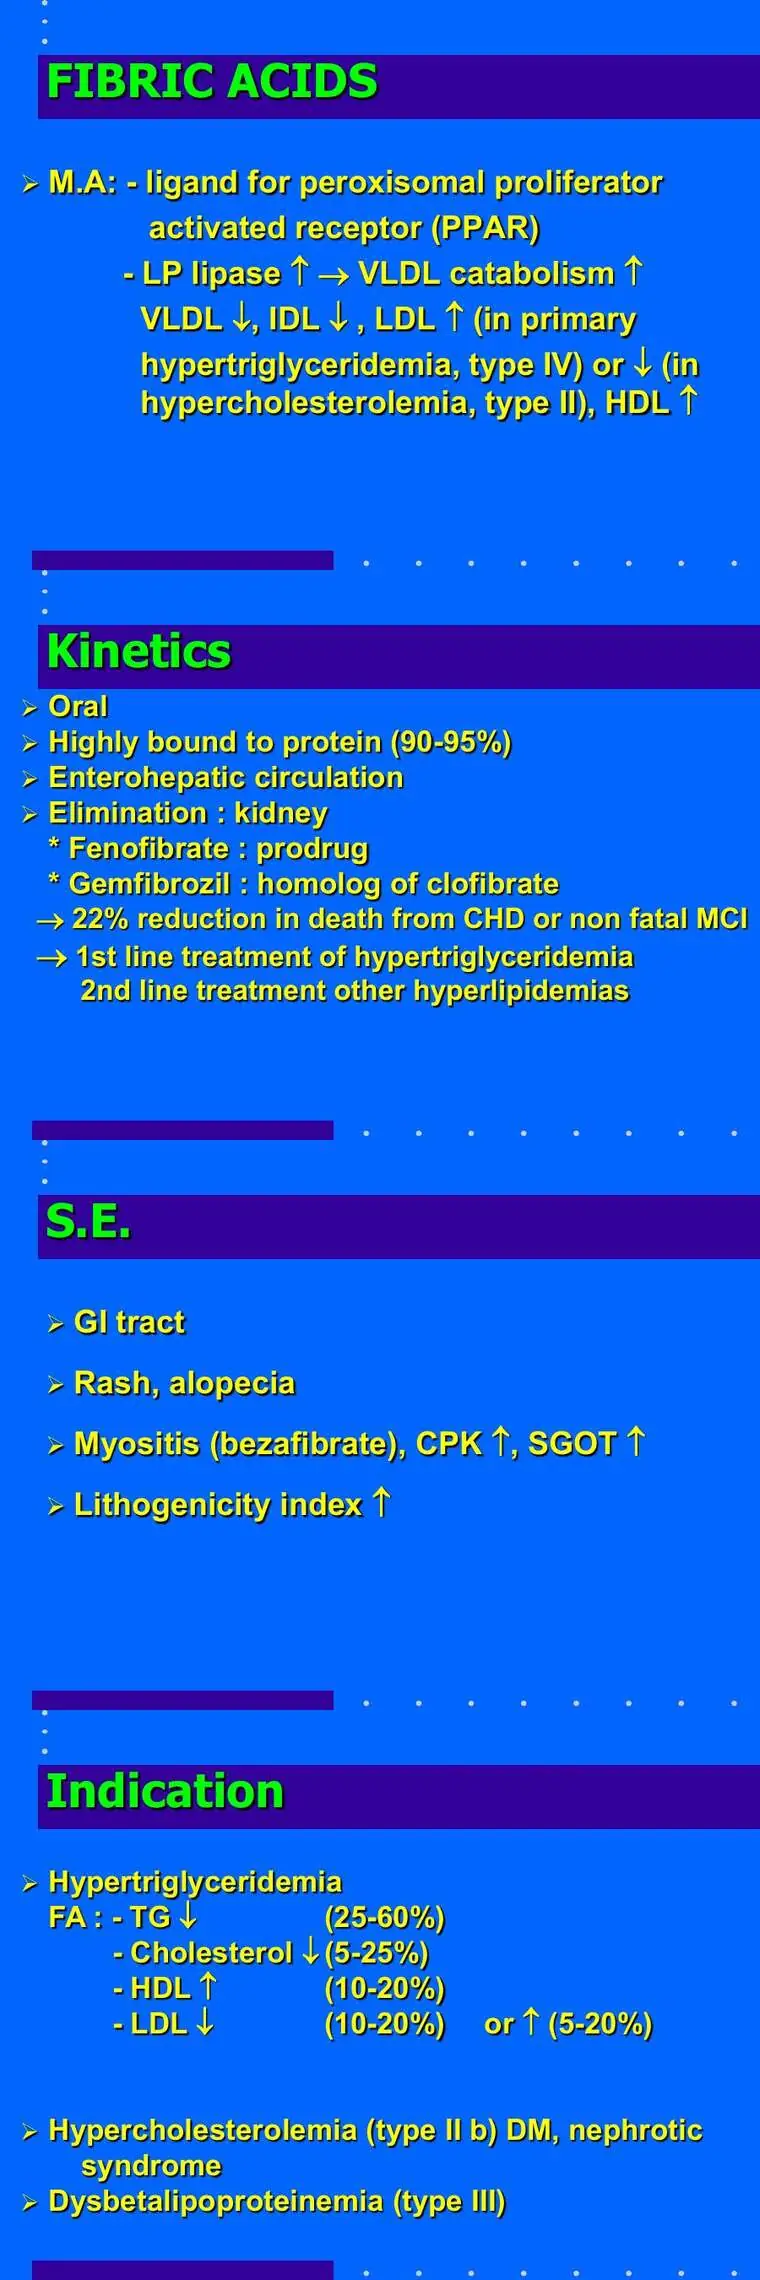 FIBRIC ACIDS
➢ M.A: - ligand for peroxisomal proliferator
activated receptor (PPAR)
- LP lipase ↑ → VLDL catabolism ↑
VLDL ↓, IDL ↓ , LDL ↑ (in primary
hypertriglyceridemia, type IV) or ↓ (in
hypercholesterolemia, type II), HDL ↑
Kinetics
➢ Oral
➢ Highly bound to protein (90-95%)
➢ Enterohepatic circulation
➢ Elimination : kidney
* Fenofibrate : prodrug
* Gemfibrozil : homolog of clofibrate
→ 22% reduction in death from CHD or non fatal MCI
→ 1st line treatment of hypertriglyceridemia
2nd line treatment other hyperlipidemias
S.E.
➢ GI tract
➢ Rash, alopecia
➢ Myositis (bezafibrate), CPK ↑, SGOT ↑
➢ Lithogenicity index ↑
Indication
➢ Hypertriglyceridemia
FA : - TG ↓ (25-60%)
- Cholesterol ↓ (5-25%)
- HDL ↑ (10-20%)
- LDL ↓ (10-20%) or ↑ (5-20%)
➢ Hypercholesterolemia (type II b) DM, nephrotic
syndrome
➢ Dysbetalipoproteinemia (type III)